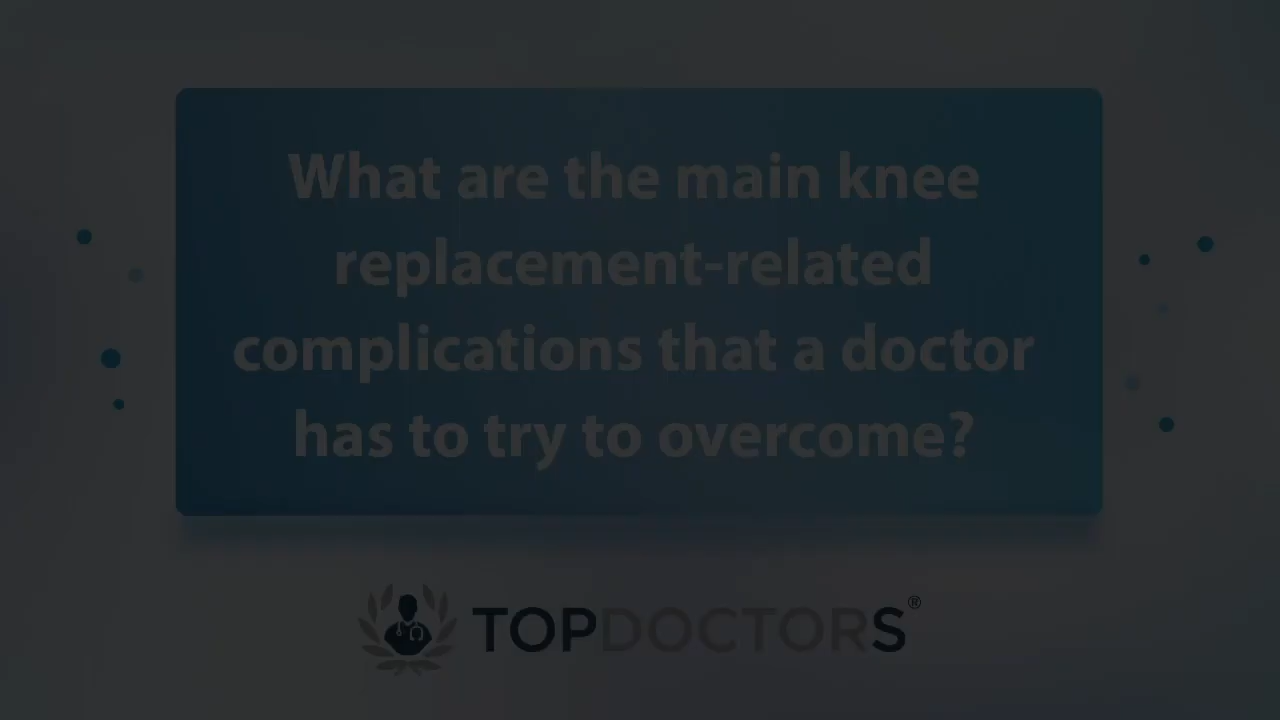 What are the main knee
replacement-related
complications that a doctor
has to try to overcome?
TOPDOCTORS®